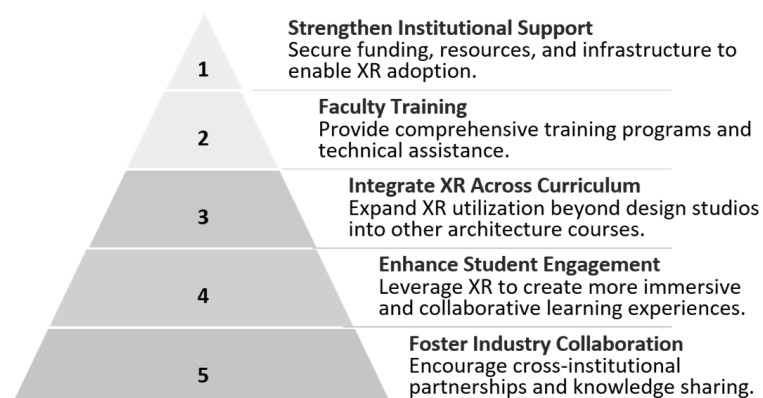 1
Strengthen Institutional Support
Secure funding, resources, and infrastructure to
enable XR adoption.
2
Faculty Training
Provide comprehensive training programs and
technical assistance.
3
Integrate XR Across Curriculum
Expand XR utilization beyond design studios
into other architecture courses.
4
Enhance Student Engagement
Leverage XR to create more immersive
and collaborative learning experiences.
5
Foster Industry Collaboration
Encourage cross-institutional
partnerships and knowledge sharing.